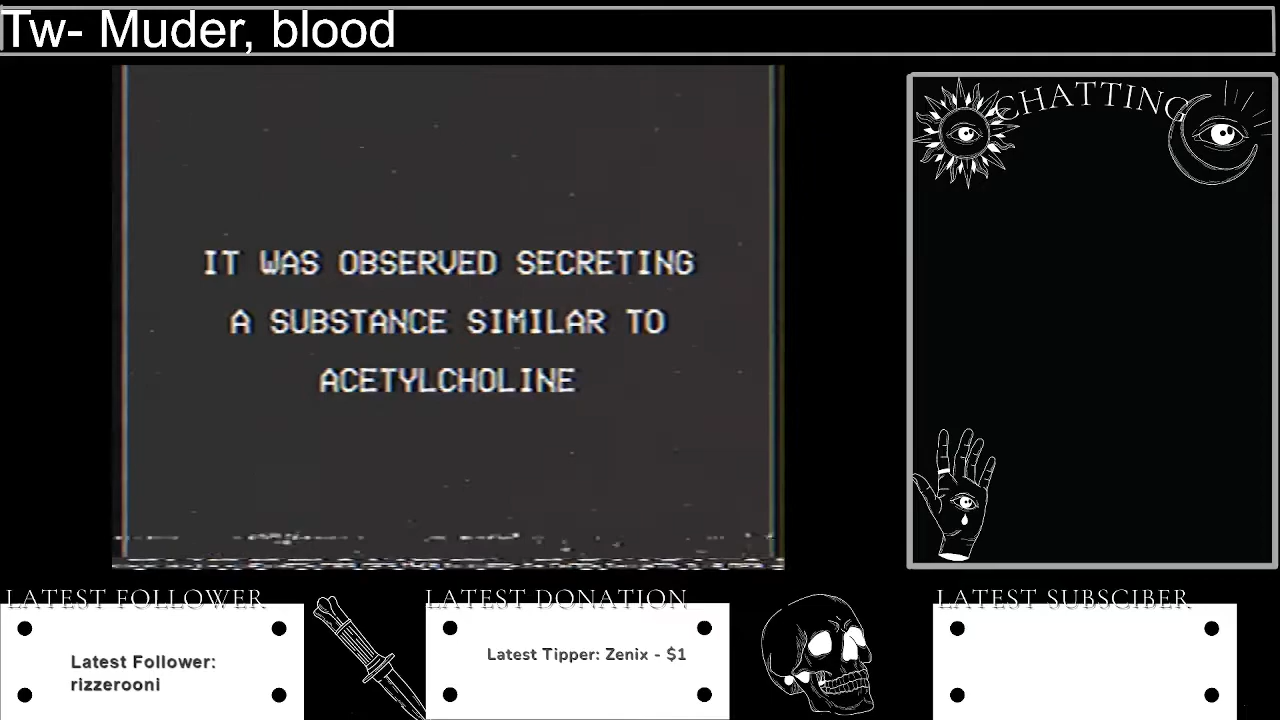 Tw- Muder, blood
CHATTING
IT WAS OBSERVED SECRETING
A SUBSTANCE SIMILAR TO
ACETYLCHOLINE
LATEST FOLLOWER
Latest Follower:
rizzerooni
LATEST DONATION
Latest Tipper: Zenix - $1
LATEST SUBSCIBER